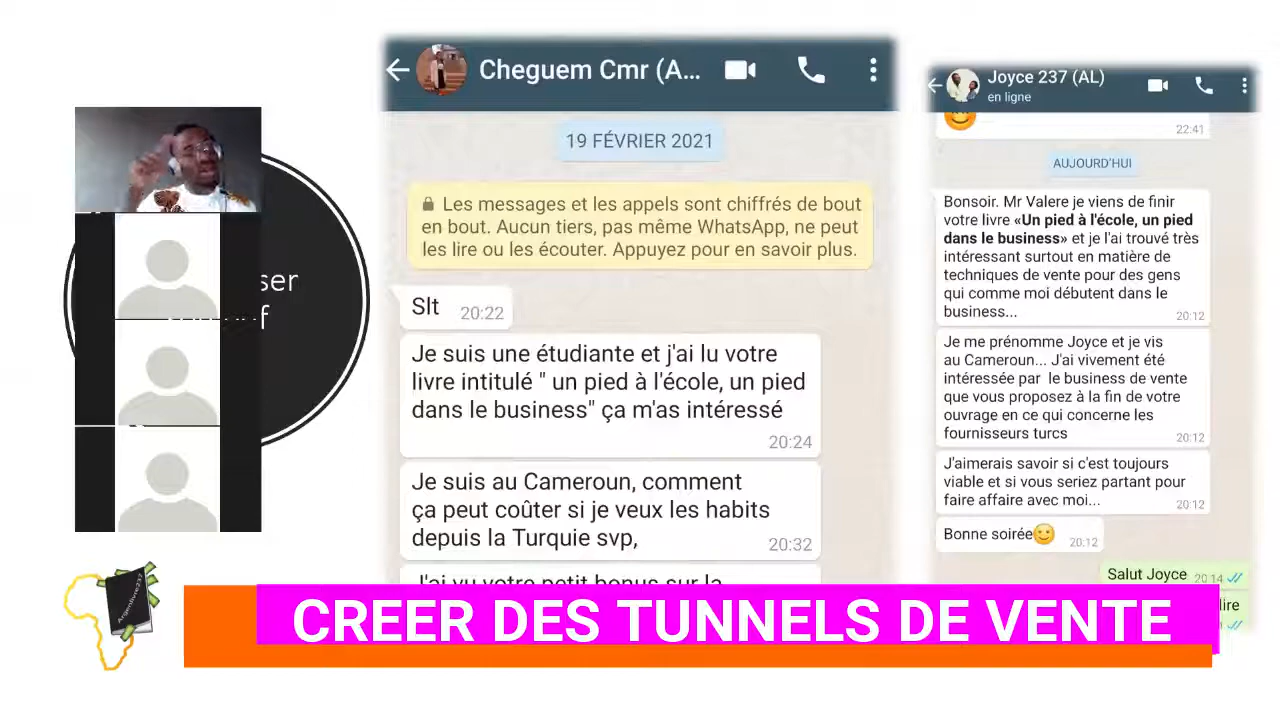 ser
f
Cheguem Cmr (A...
19 FÉVRIER 2021
Les messages et les appels sont chiffrés de bout
en bout. Aucun tiers, pas même WhatsApp, ne peut
les lire ou les écouter. Appuyez pour en savoir plus.
Slt 20:22
Je suis une étudiante et j'ai lu votre
livre intitulé " un pied à l'école, un pied
dans le business" ça m'as intéressé
20:24
Je suis au Cameroun, comment
ça peut coûter si je veux les habits
depuis la Turquie svp,
20:32
J'ai vu votre petit bonus sur la
Joyce 237 (AL)
en ligne
22:41
AUJOURD'HUI
Bonsoir. Mr Valere je viens de finir
votre livre «Un pied à l'école, un pied
dans le business» et je l'ai trouvé très
intéressant surtout en matière de
techniques de vente pour des gens
qui comme moi débutent dans le
business...
20:12
Je me prénomme Joyce et je vis
au Cameroun... J'ai vivement été
intéressée par le business de vente
que vous proposez à la fin de votre
ouvrage en ce qui concerne les
fournisseurs turcs
20:12
J'aimerais savoir si c'est toujours
viable et si vous seriez partant pour
faire affaire avec moi...
20:12
Bonne soirée 20:12
Salut Joyce 20:14
lire
Argenlivre237
CREER DES TUNNELS DE VENTE